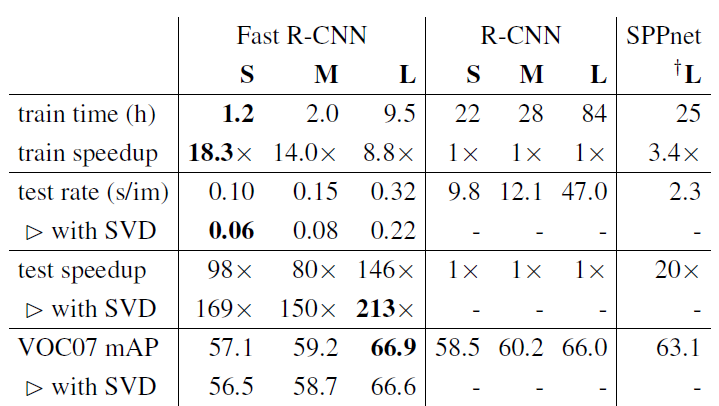 Fast R-CNN R-CNN SPPnet
S M L S M L †L
train time (h) 1.2 2.0 9.5 22 28 84 25
train speedup 18.3× 14.0× 8.8× 1× 1× 1× 3.4×
test rate (s/im) 0.10 0.15 0.32 9.8 12.1 47.0 2.3
▷ with SVD 0.06 0.08 0.22 - - - -
test speedup 98× 80× 146× 1× 1× 1× 20×
▷ with SVD 169× 150× 213× - - - -
VOC07 mAP 57.1 59.2 66.9 58.5 60.2 66.0 63.1
▷ with SVD 56.5 58.7 66.6 - - - -